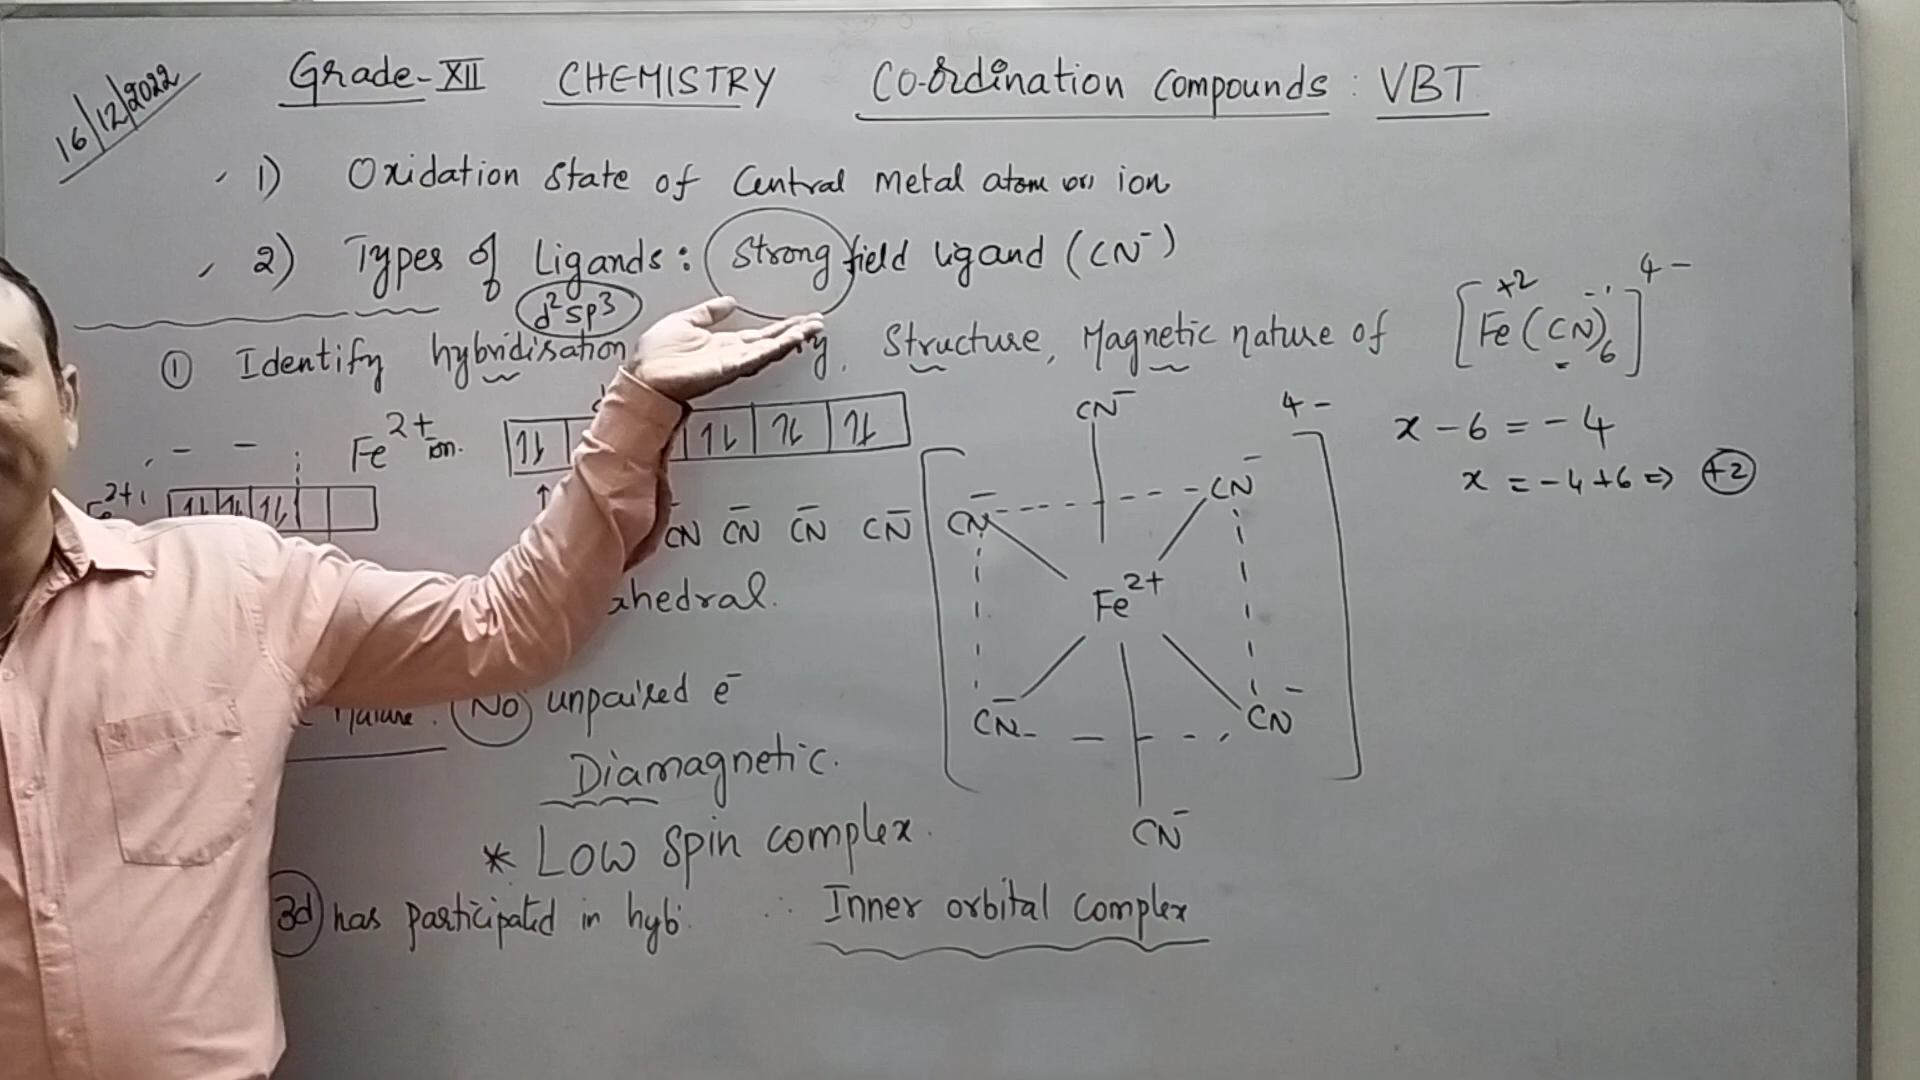 16/12/2022
Grade-XII CHEMISTRY Co-ordination Compounds : VBT
1) Oxidation State of Central Metal atom (or) ion
2) Types of Ligands : Strong field ligand (CN⁻)
d²sp³
① Identify hybridisation Structure, Magnetic nature of [Fe(CN)₆]⁴⁻
+2 -1
Fe²⁺ ion.
x - 6 = -4
x = -4+6 ⇒ +2
CN⁻ CN⁻ CN⁻ CN⁻
ahedral.
[ CN⁻ 4-
CN⁻ CN⁻
Fe²⁺
CN⁻ CN⁻
CN⁻ ]
Nature : No unpaired e⁻
Diamagnetic.
* Low Spin complex.
3d has participated in hyb. ∴ Inner orbital complex